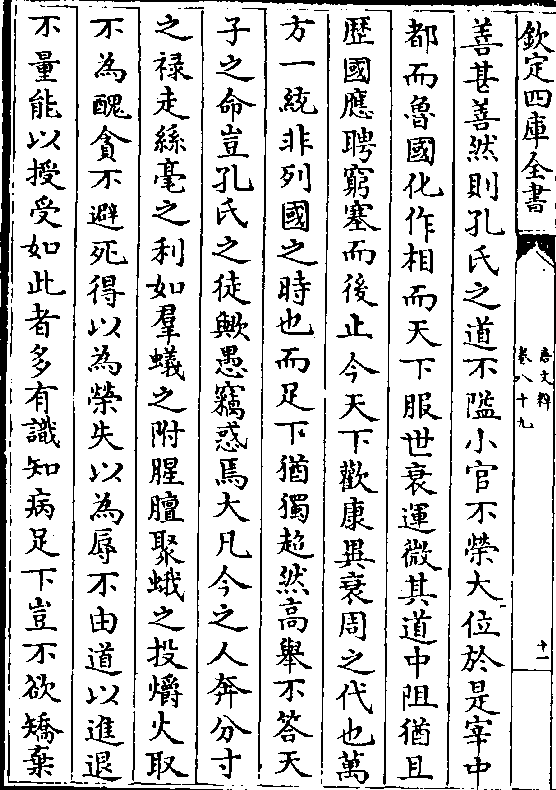 欽定四庫全書
唐文粹
卷八十九
十一
善甚善然則孔氏之道不隘小官不榮大位於是宰中
都而魯國化作相而天下服世衰運微其道中阻猶且
歴國應聘窮塞而後止今天下歡康異衰周之代也萬
方一統非列國之時也而足下猶獨超然高舉不答天
子之命豈孔氏之徒歟愚竊惑焉大凡今之人奔分寸
之禄走絲毫之利如羣蟻之附腥膻聚蛾之投爝火取
不為醜貪不避死得以為榮失以為辱不由道以進退
不量能以授受如此者多有識知病足下豈不欲矯棄